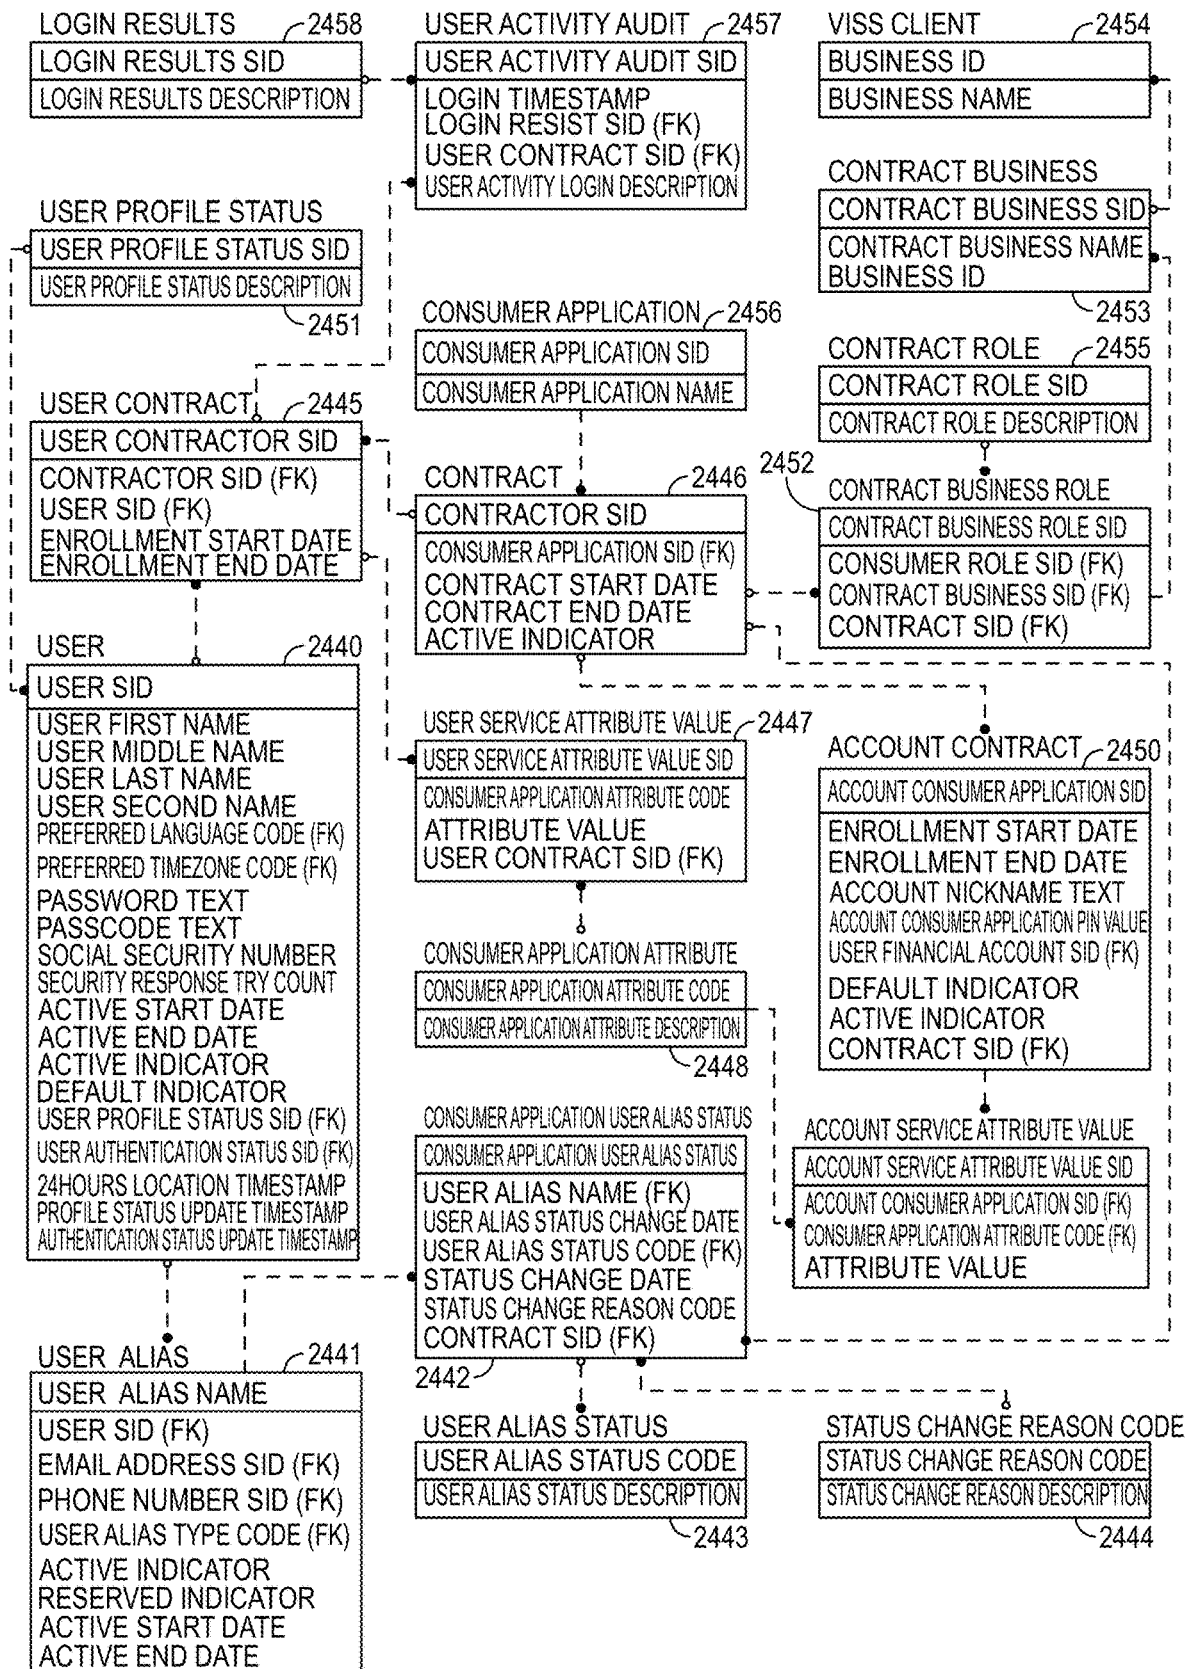 LOGIN RESULTS
2458
LOGIN RESULTS SID
LOGIN RESULTS DESCRIPTION
USER ACTIVITY AUDIT
2457
USER ACTIVITY AUDIT SID
LOGIN TIMESTAMP
LOGIN RESIST SID (FK)
USER CONTRACT SID (FK)
USER ACTIVITY LOGIN DESCRIPTION
VISS CLIENT
2454
BUSINESS ID
BUSINESS NAME
CONTRACT BUSINESS
CONTRACT BUSINESS SID
CONTRACT BUSINESS NAME
BUSINESS ID
2453
USER PROFILE STATUS
USER PROFILE STATUS SID
USER PROFILE STATUS DESCRIPTION
2451
CONSUMER APPLICATION
2456
CONSUMER APPLICATION SID
CONSUMER APPLICATION NAME
CONTRACT ROLE
2455
CONTRACT ROLE SID
CONTRACT ROLE DESCRIPTION
USER CONTRACT
2445
USER CONTRACTOR SID
CONTRACTOR SID (FK)
USER SID (FK)
ENROLLMENT START DATE
ENROLLMENT END DATE
CONTRACT
2446
CONTRACTOR SID
CONSUMER APPLICATION SID (FK)
CONTRACT START DATE
CONTRACT END DATE
ACTIVE INDICATOR
2452
CONTRACT BUSINESS ROLE
CONTRACT BUSINESS ROLE SID
CONSUMER ROLE SID (FK)
CONTRACT BUSINESS SID (FK)
CONTRACT SID (FK)
USER
2440
USER SID
USER FIRST NAME
USER MIDDLE NAME
USER LAST NAME
USER SECOND NAME
PREFERRED LANGUAGE CODE (FK)
PREFERRED TIMEZONE CODE (FK)
PASSWORD TEXT
PASSCODE TEXT
SOCIAL SECURITY NUMBER
SECURITY RESPONSE TRY COUNT
ACTIVE START DATE
ACTIVE END DATE
ACTIVE INDICATOR
DEFAULT INDICATOR
USER PROFILE STATUS SID (FK)
USER AUTHENTICATION STATUS SID (FK)
24HOURS LOCATION TIMESTAMP
PROFILE STATUS UPDATE TIMESTAMP
AUTHENTICATION STATUS UPDATE TIMESTAMP
USER SERVICE ATTRIBUTE VALUE
2447
USER SERVICE ATTRIBUTE VALUE SID
CONSUMER APPLICATION ATTRIBUTE CODE
ATTRIBUTE VALUE
USER CONTRACT SID (FK)
CONSUMER APPLICATION ATTRIBUTE
CONSUMER APPLICATION ATTRIBUTE CODE
CONSUMER APPLICATION ATTRIBUTE DESCRIPTION
2448
ACCOUNT CONTRACT
2450
ACCOUNT CONSUMER APPLICATION SID
ENROLLMENT START DATE
ENROLLMENT END DATE
ACCOUNT NICKNAME TEXT
ACCOUNT CONSUMER APPLICATION PIN VALUE
USER FINANCIAL ACCOUNT SID (FK)
DEFAULT INDICATOR
ACTIVE INDICATOR
CONTRACT SID (FK)
CONSUMER APPLICATION USER ALIAS STATUS
CONSUMER APPLICATION USER ALIAS STATUS
USER ALIAS NAME (FK)
USER ALIAS STATUS CHANGE DATE
USER ALIAS STATUS CODE (FK)
STATUS CHANGE DATE
STATUS CHANGE REASON CODE
CONTRACT SID (FK)
2442
ACCOUNT SERVICE ATTRIBUTE VALUE
ACCOUNT SERVICE ATTRIBUTE VALUE SID
ACCOUNT CONSUMER APPLICATION SID (FK)
CONSUMER APPLICATION ATTRIBUTE CODE (FK)
ATTRIBUTE VALUE
USER ALIAS
2441
USER ALIAS NAME
USER SID (FK)
EMAIL ADDRESS SID (FK)
PHONE NUMBER SID (FK)
USER ALIAS TYPE CODE (FK)
ACTIVE INDICATOR
RESERVED INDICATOR
ACTIVE START DATE
ACTIVE END DATE
USER ALIAS STATUS
USER ALIAS STATUS CODE
USER ALIAS STATUS DESCRIPTION
2443
STATUS CHANGE REASON CODE
STATUS CHANGE REASON CODE
STATUS CHANGE REASON DESCRIPTION
2444